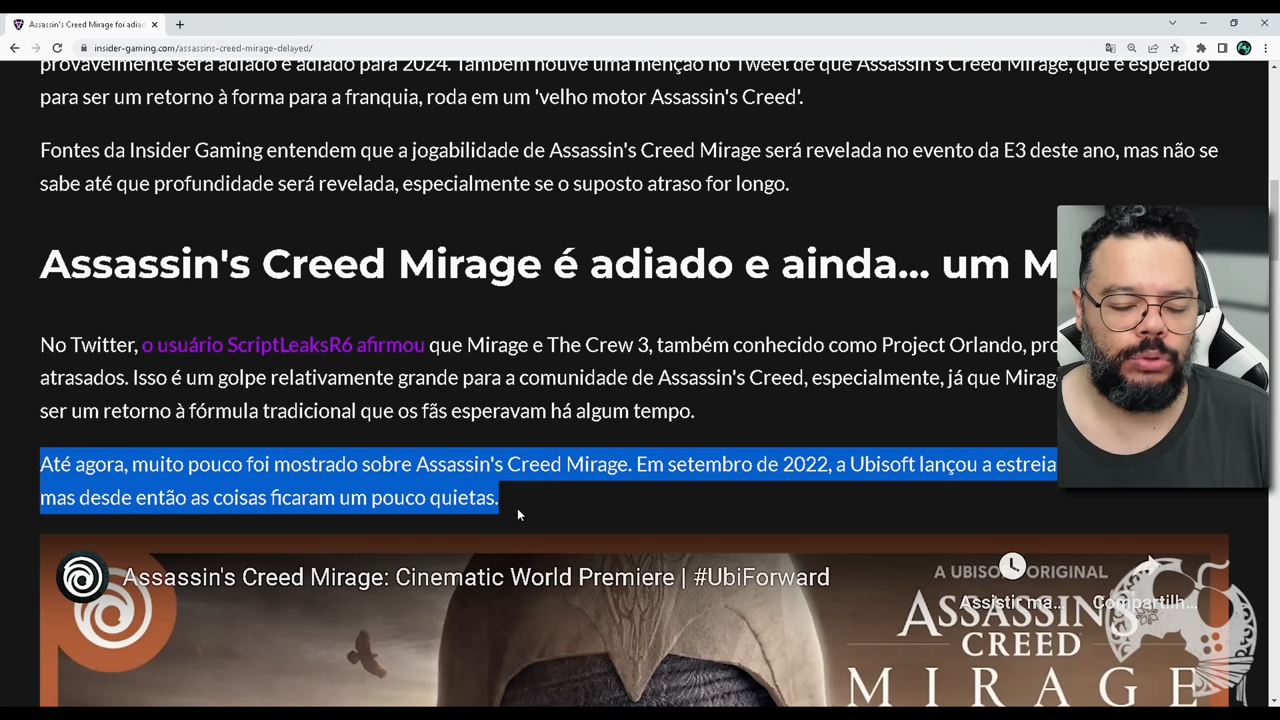 Assassin's Creed Mirage foi adiad
insider-gaming.com/assassins-creed-mirage-delayed/
provavelmente será adiado e adiado para 2024. Também houve uma menção no Tweet de que Assassin's Creed Mirage, que é esperado
para ser um retorno à forma para a franquia, roda em um 'velho motor Assassin's Creed'.
Fontes da Insider Gaming entendem que a jogabilidade de Assassin's Creed Mirage será revelada no evento da E3 deste ano, mas não se
sabe até que profundidade será revelada, especialmente se o suposto atraso for longo.
Assassin's Creed Mirage é adiado e ainda... um M
No Twitter, o usuário ScriptLeaksR6 afirmou que Mirage e The Crew 3, também conhecido como Project Orlando, pro
atrasados. Isso é um golpe relativamente grande para a comunidade de Assassin's Creed, especialmente, já que Mirag
ser um retorno à fórmula tradicional que os fãs esperavam há algum tempo.
Até agora, muito pouco foi mostrado sobre Assassin's Creed Mirage. Em setembro de 2022, a Ubisoft lançou a estreia
mas desde então as coisas ficaram um pouco quietas.
Assassin's Creed Mirage: Cinematic World Premiere | #UbiForward
Assistir ma... Compartilh...
A UBISOFT ORIGINAL
ASSASSIN'S
CREED
MIRAGE